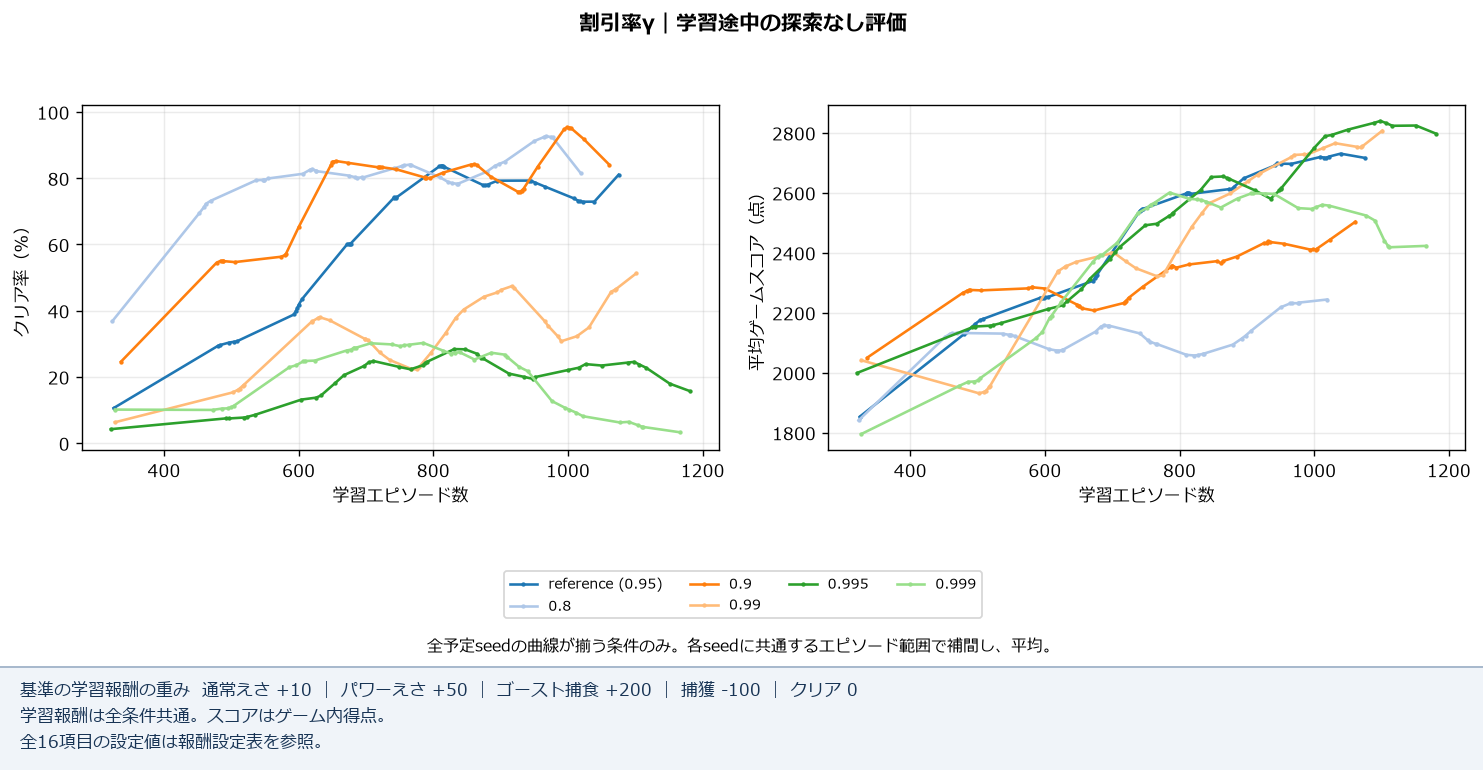 割引率γ｜学習途中の探索なし評価
クリア率（%）
100
80
60
40
20
0
400 600 800 1000 1200
学習エピソード数
平均ゲームスコア（点）
2800
2600
2400
2200
2000
1800
400 600 800 1000 1200
学習エピソード数
reference (0.95) 0.9 0.995 0.999
0.8 0.99
全予定seedの曲線が揃う条件のみ。各seedに共通するエピソード範囲で補間し、平均。
基準の学習報酬の重み 通常えさ +10 ｜ パワーえさ +50 ｜ ゴースト捕食 +200 ｜ 捕獲 -100 ｜ クリア 0
学習報酬は全条件共通。スコアはゲーム内得点。
全16項目の設定値は報酬設定表を参照。